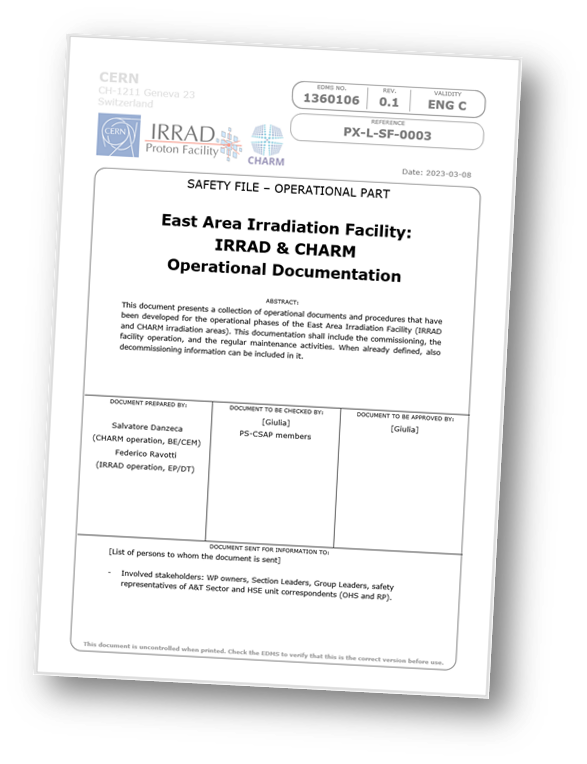 CERN
CH-1211 Geneva 23
Switzerland
EDMS NO.
1360106
REV.
0.1
VALIDITY
ENG C
REFERENCE
PX-L-SF-0003
CERN
IRRAD
Proton Facility
CHARM
Date: 2023-03-08
SAFETY FILE – OPERATIONAL PART
East Area Irradiation Facility:
IRRAD & CHARM
Operational Documentation
ABSTRACT:
This document presents a collection of operational documents and procedures that have
been developed for the operational phases of the East Area Irradiation Facility (IRRAD
and CHARM irradiation areas). This documentation shall include the commissioning, the
facility operation, and the regular maintenance activities. When already defined, also
decommissioning information can be included in it.
DOCUMENT PREPARED BY:
Salvatore Danzeca
(CHARM operation, BE/CEM)
Federico Ravotti
(IRRAD operation, EP/DT)
DOCUMENT TO BE CHECKED BY:
[Giulia]
PS-CSAP members
DOCUMENT TO BE APPROVED BY:
[Giulia]
DOCUMENT SENT FOR INFORMATION TO:
[List of persons to whom the document is sent]
- Involved stakeholders: WP owners, Section Leaders, Group Leaders, safety
representatives of A&T Sector and HSE unit correspondents (OHS and RP).
This document is uncontrolled when printed. Check the EDMS to verify that this is the correct version before use.